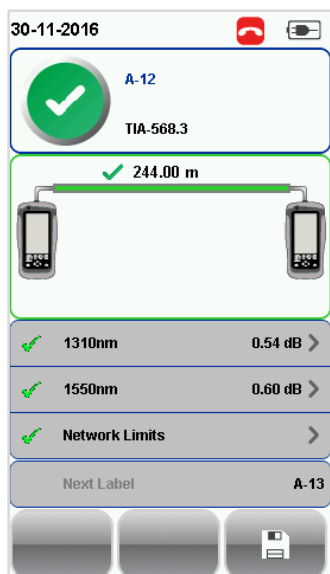 30-11-2016
A-12
TIA-568.3
244.00 m
1310nm 0.54 dB
1550nm 0.60 dB
Network Limits
Next Label A-13